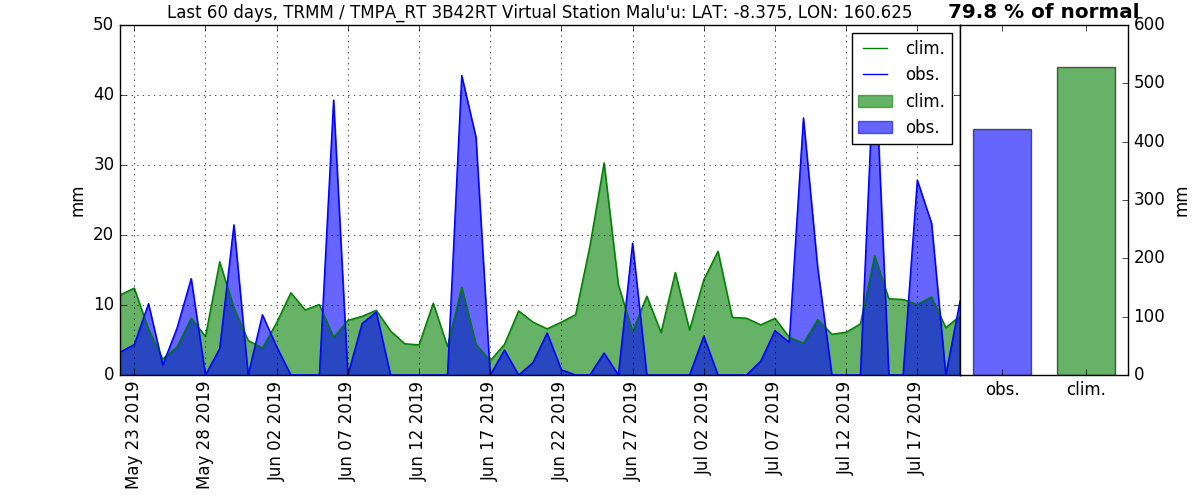 Last 60 days, TRMM / TMPA_RT 3B42RT Virtual Station Malu'u: LAT: -8.375, LON: 160.625
79.8 % of normal
50
40
30
20
10
0
mm
clim.
obs.
clim.
obs.
600
500
400
300
200
100
0
mm
obs.
clim.
May 23 2019
May 28 2019
Jun 02 2019
Jun 07 2019
Jun 12 2019
Jun 17 2019
Jun 22 2019
Jun 27 2019
Jul 02 2019
Jul 07 2019
Jul 12 2019
Jul 17 2019